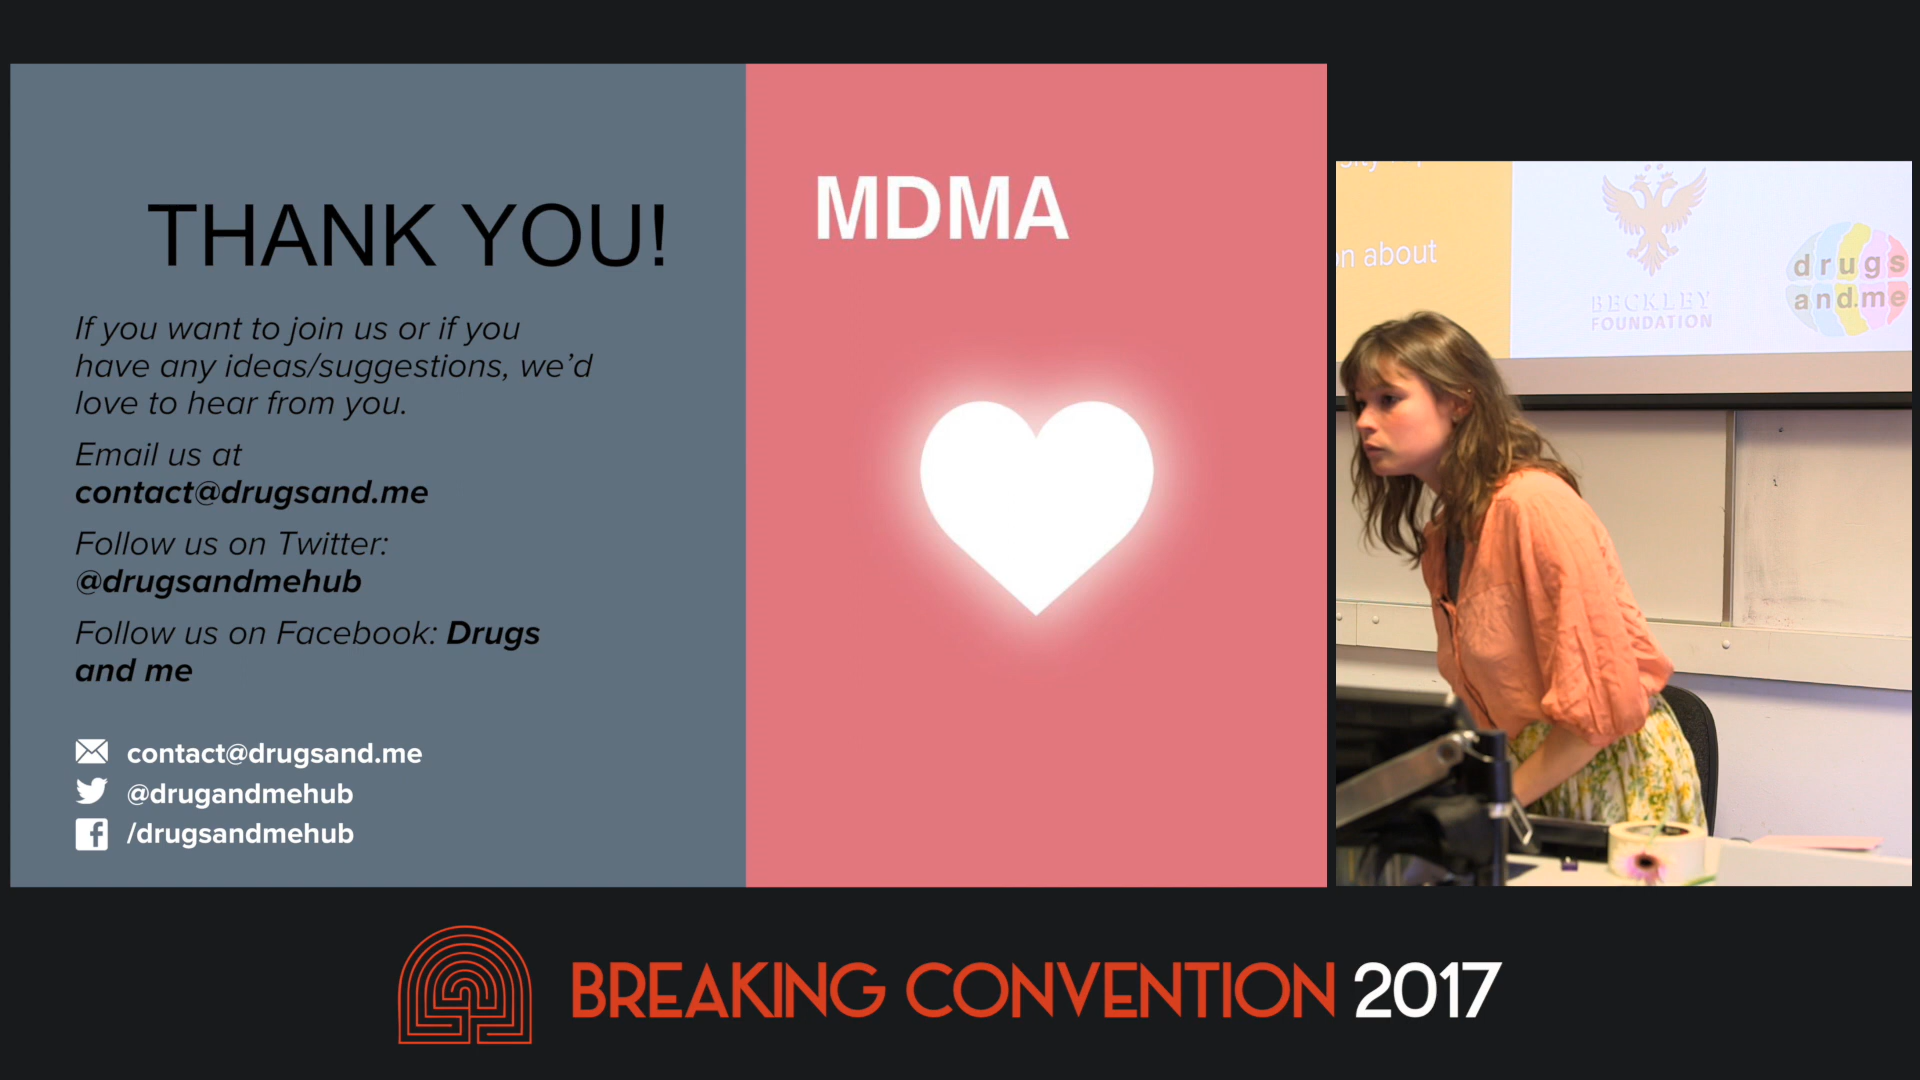 THANK YOU!
If you want to join us or if you
have any ideas/suggestions, we'd
love to hear from you.
Email us at
contact@drugsand.me
Follow us on Twitter:
@drugsandmehub
Follow us on Facebook: Drugs
and me
contact@drugsand.me
@drugandmehub
/drugsandmehub
MDMA
on about
BECKLEY
FOUNDATION
drugs
and.me
BREAKING CONVENTION 2017